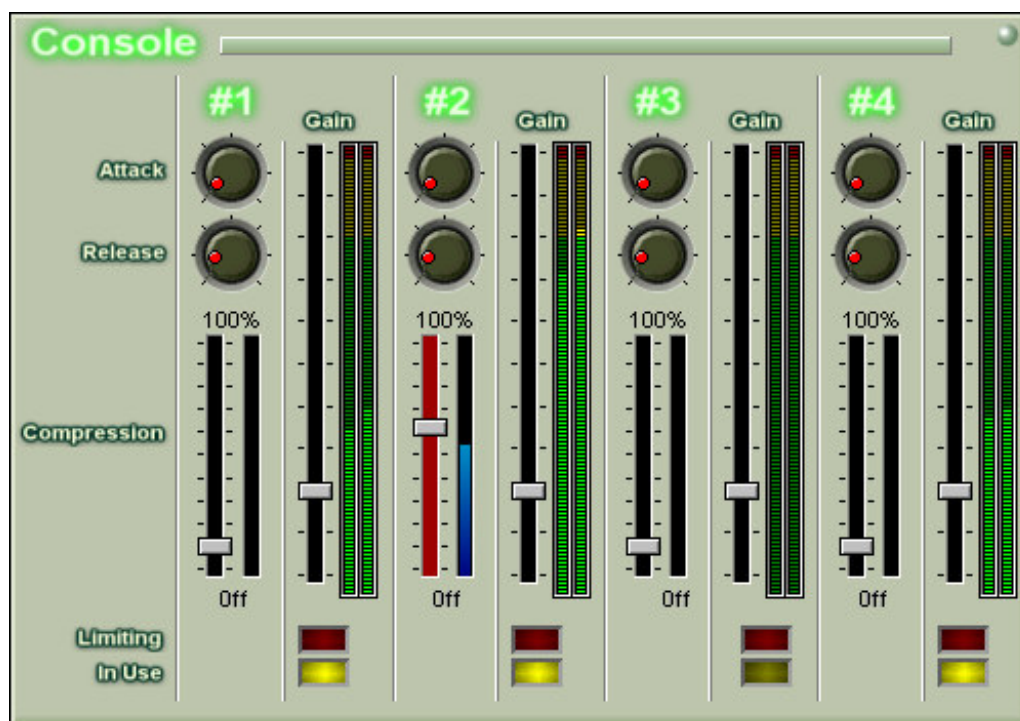 Console
#1 #2 #3 #4
Gain Gain Gain Gain
Attack
Release
100% 100% 100% 100%
Compression
Off Off Off Off
Limiting
In Use